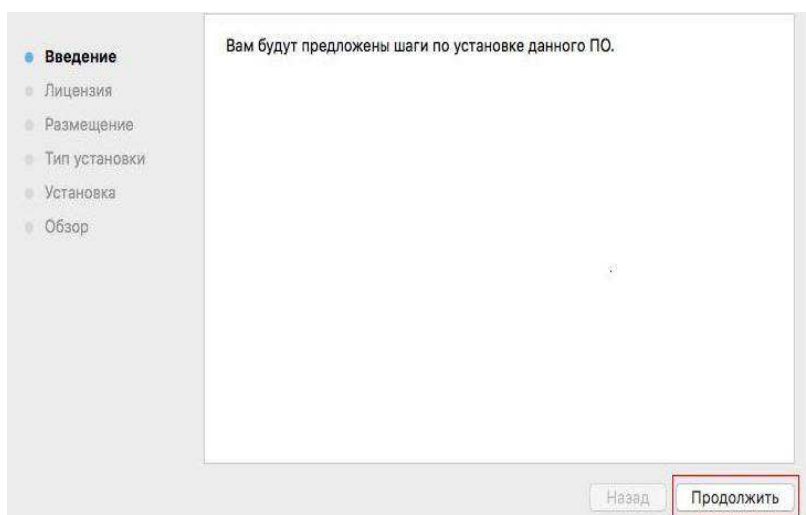 Введение
Лицензия
Размещение
Тип установки
Установка
Обзор
Вам будут предложены шаги по установке данного ПО.
Назад
Продолжить